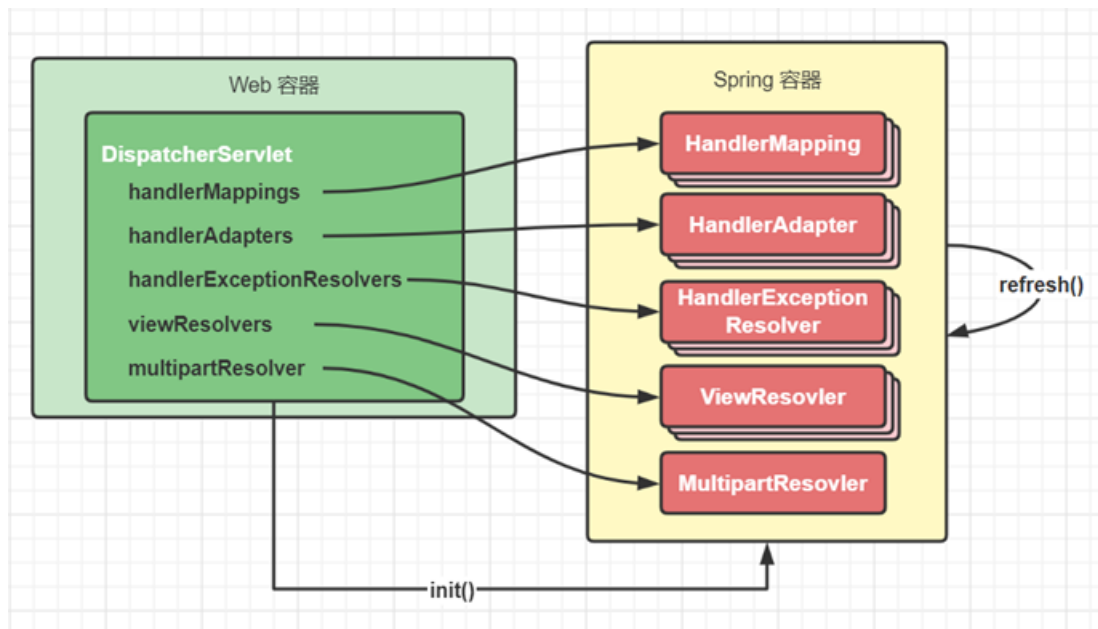 Web 容器
DispatcherServlet
handlerMappings
handlerAdapters
handlerExceptionResolvers
viewResolvers
multipartResolver
Spring 容器
HandlerMapping
HandlerAdapter
HandlerException
Resolver
ViewResovler
MultipartResovler
refresh()
init()